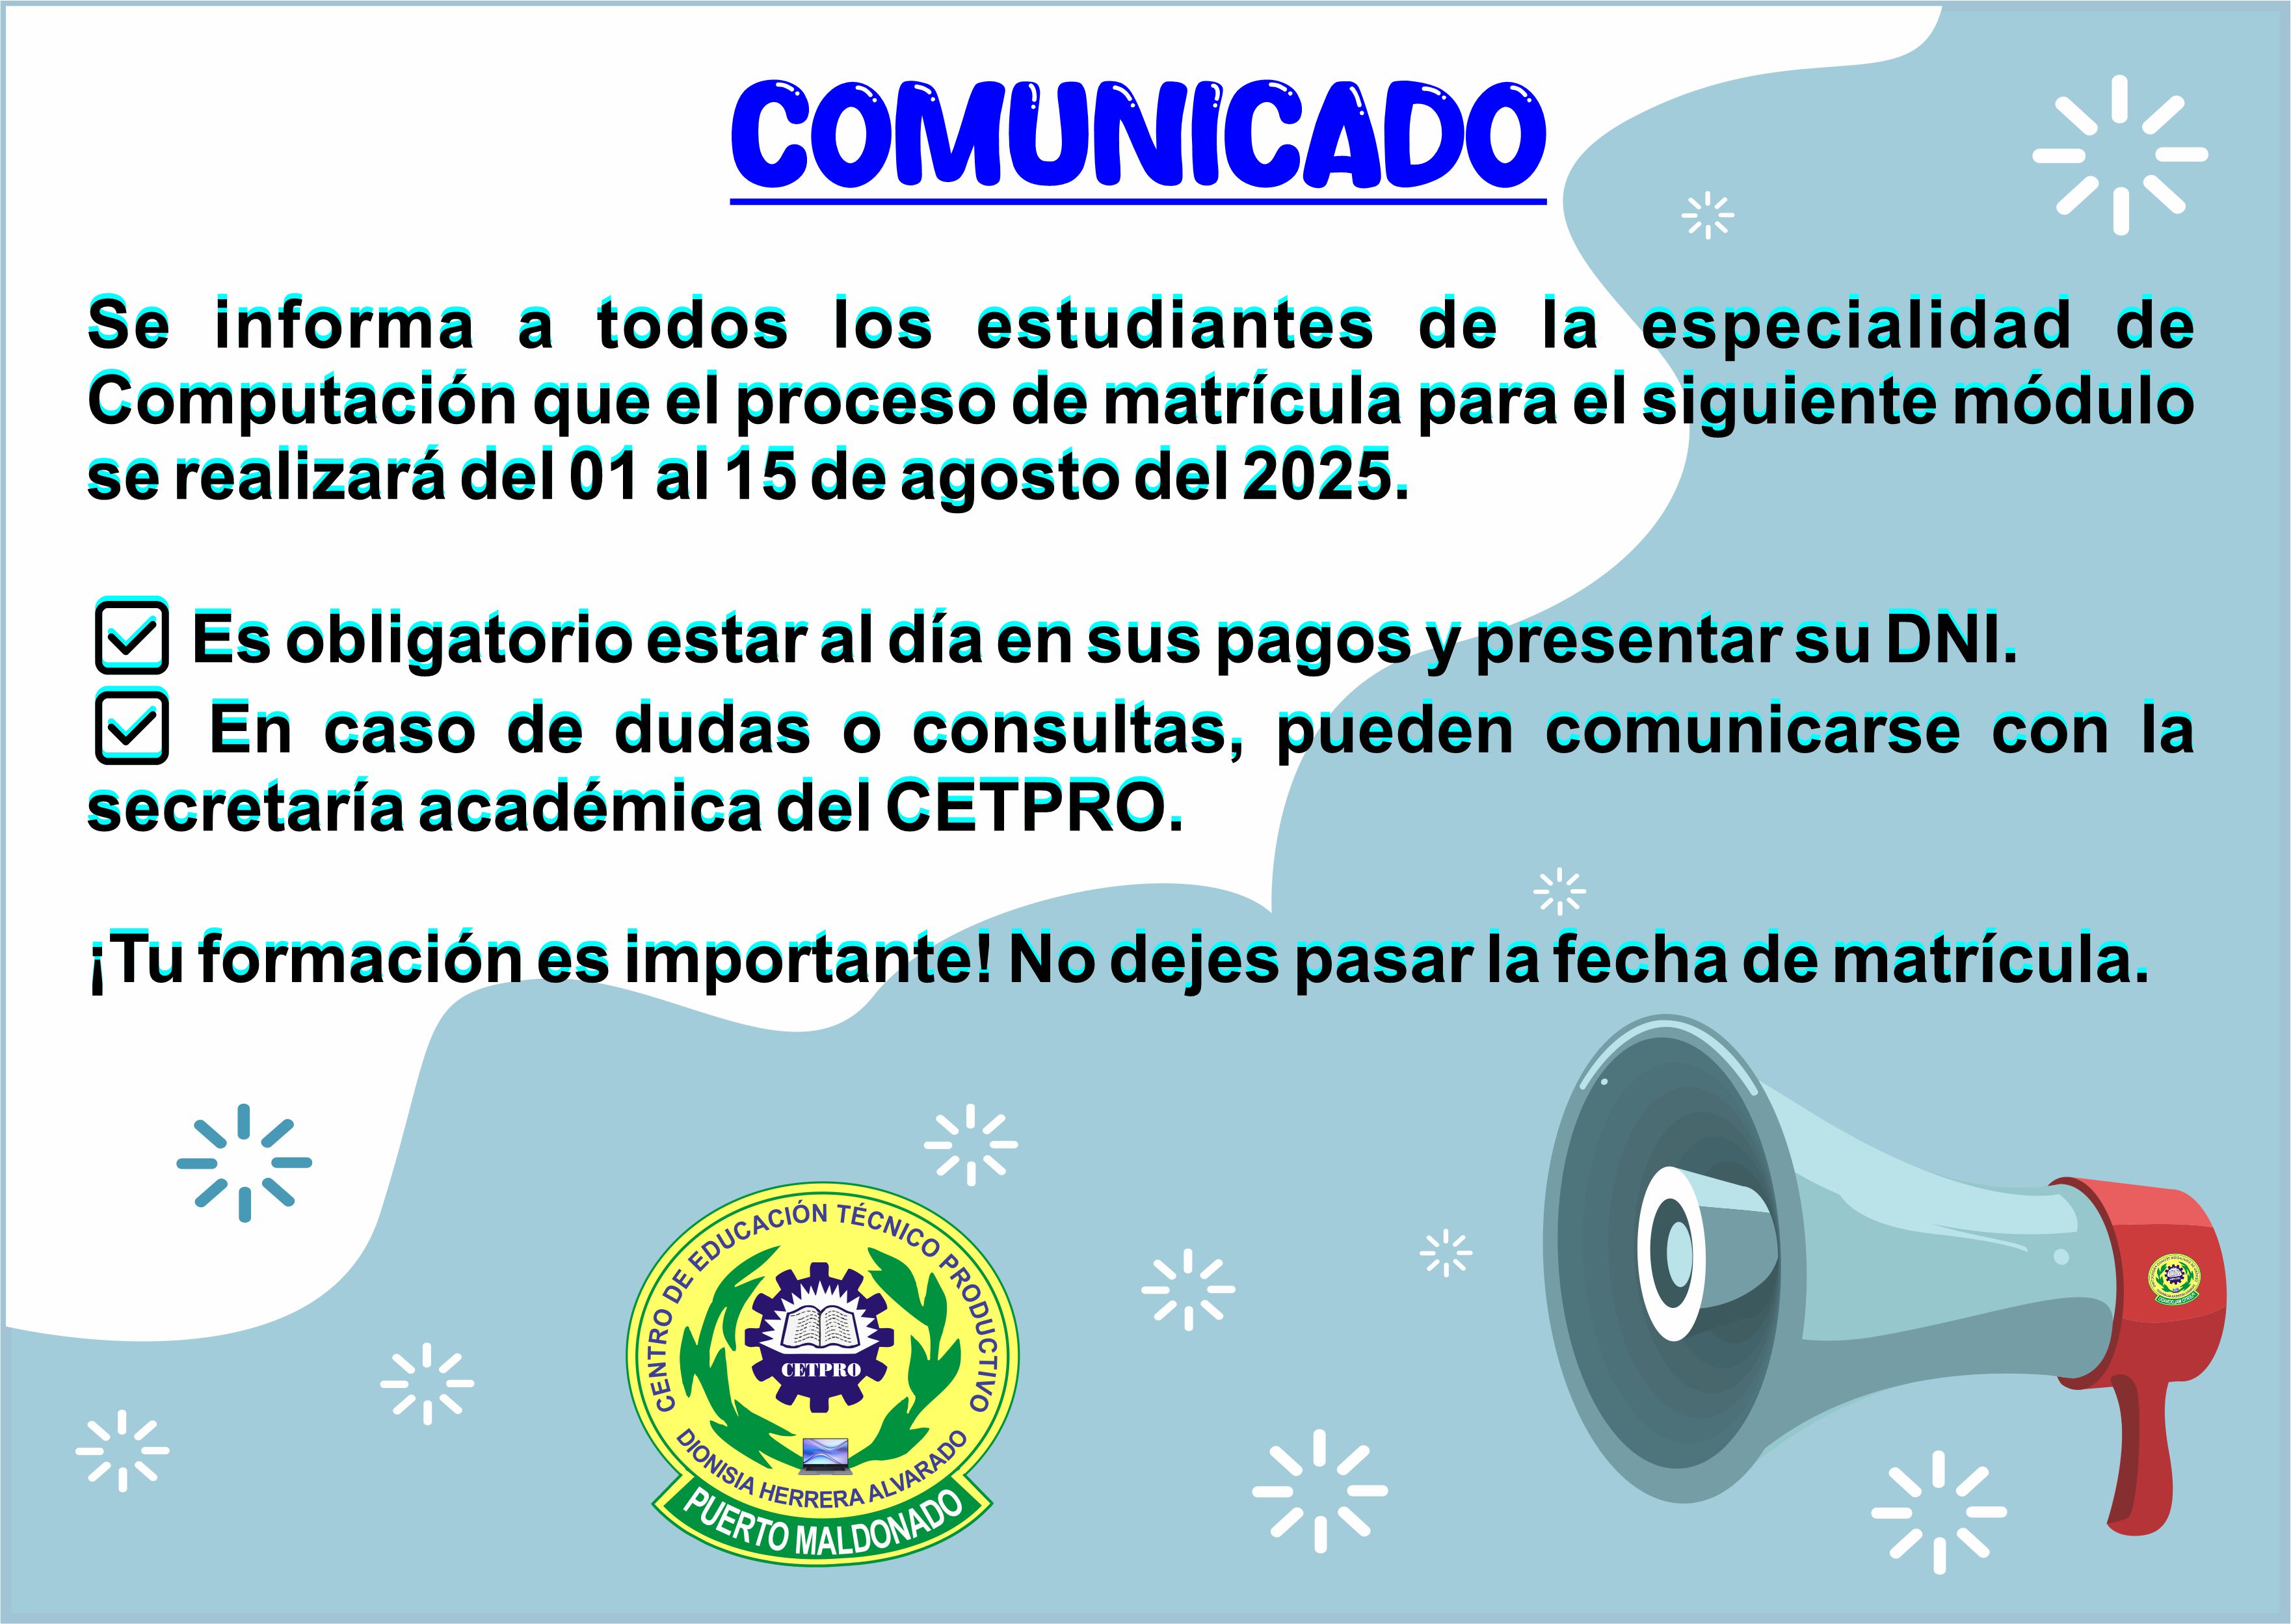 COMUNICADO
Se informa a todos los estudiantes de la especialidad de
Computación que el proceso de matrícula para el siguiente módulo
se realizará del 01 al 15 de agosto del 2025.
Es obligatorio estar al día en sus pagos y presentar su DNI.
En caso de dudas o consultas, pueden comunicarse con la
secretaría académica del CETPRO.
¡Tu formación es importante! No dejes pasar la fecha de matrícula.
CENTRO DE EDUCACIÓN TÉCNICO PRODUCTIVO
CETPRO
DIONISIA HERRERA ALVARADO
PUERTO MALDONADO